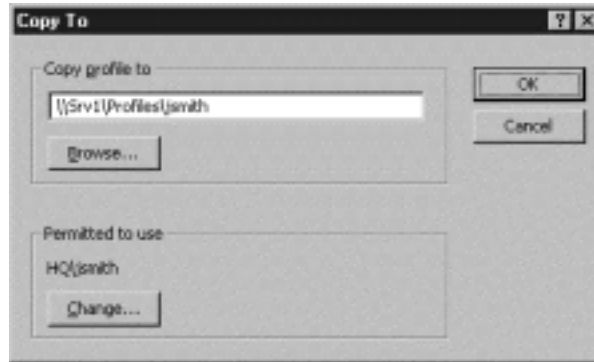 Copy To
Copy profile to
\\Srv1\Profiles\jsmith
OK
Cancel
Browse...
Permitted to use
HQ\jsmith
Change...